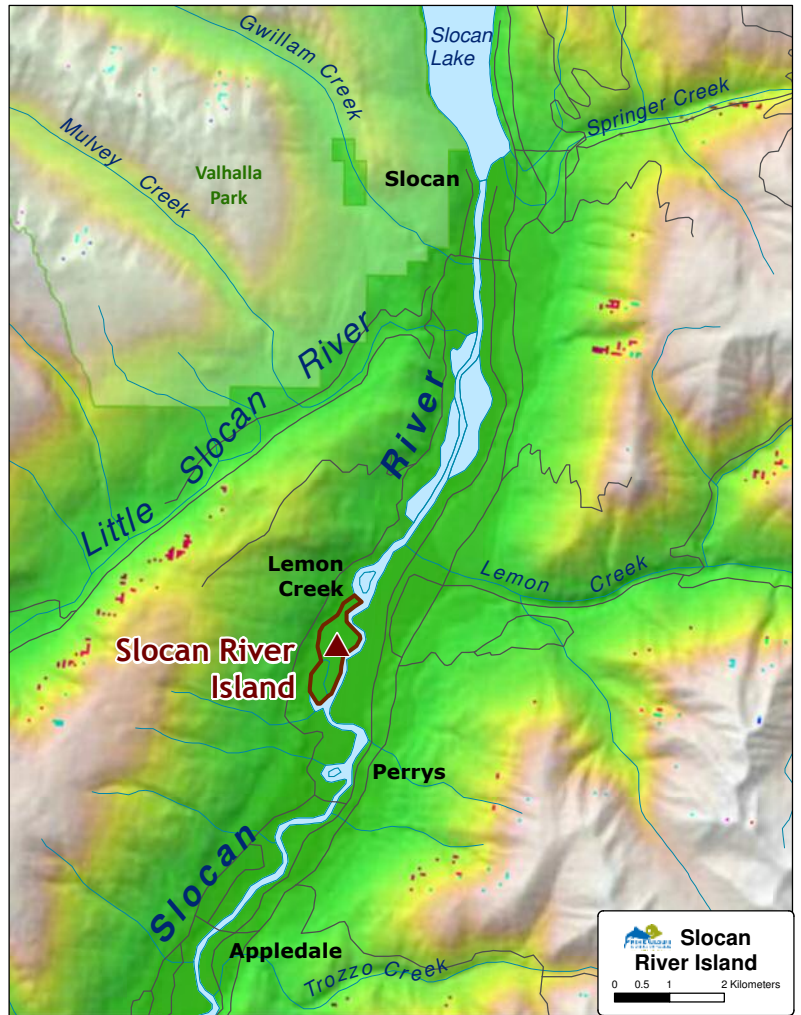 Gwillam Creek
Slocan
Lake
Springer Creek
Mulvey Creek
Valhalla
Park
Slocan
Little Slocan River
River
Lemon
Creek
Lemon Creek
Slocan River
Island
Perrys
Slocan
Appledale
Trozzo Creek
Slocan
River Island
0 0.5 1 2 Kilometers